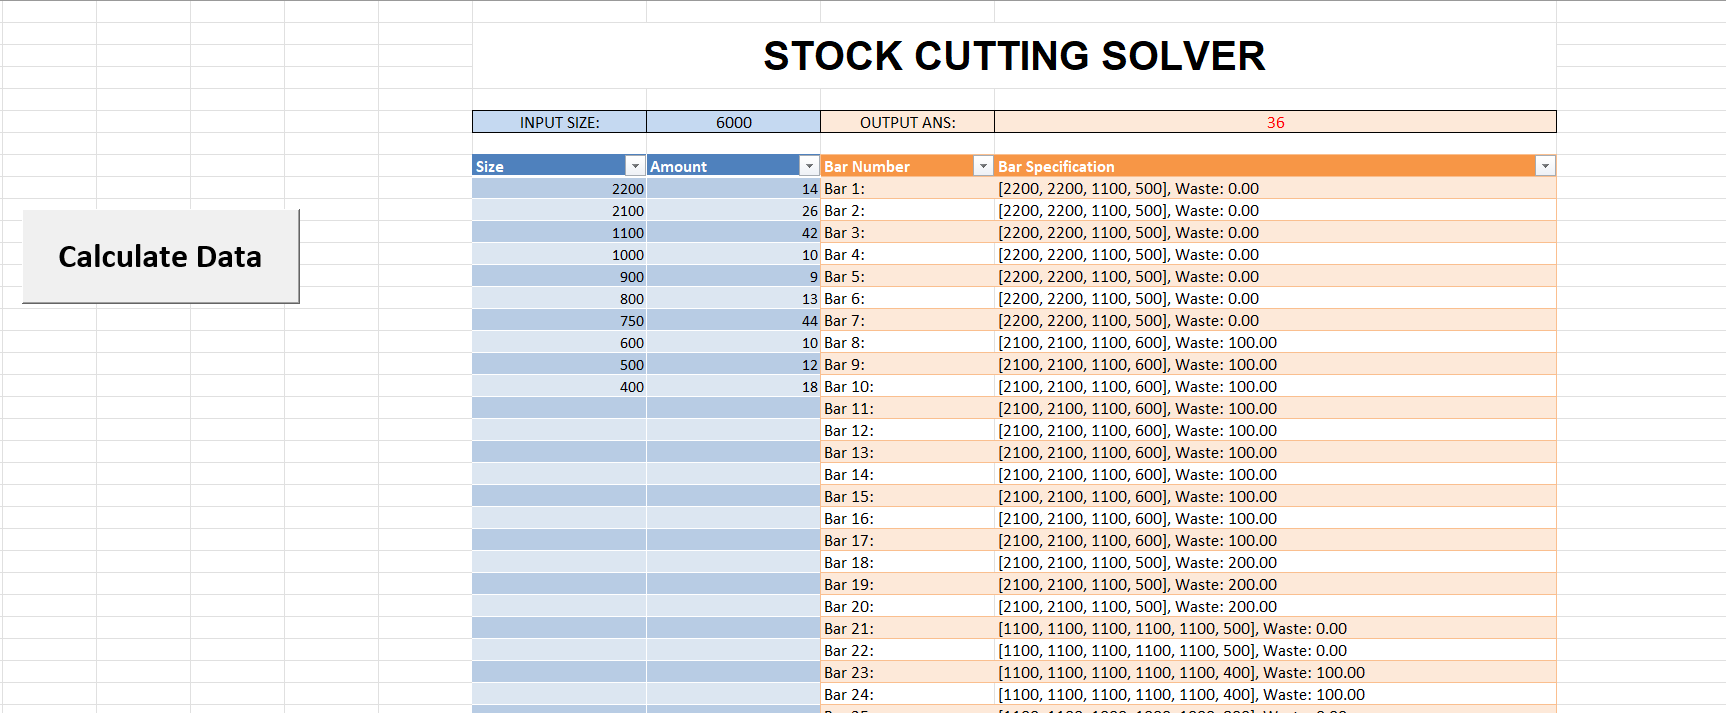 STOCK CUTTING SOLVER
INPUT SIZE: 6000 OUTPUT ANS: 36
Size Amount Bar Number Bar Specification
2200 14 Bar 1: [2200, 2200, 1100, 500], Waste: 0.00
2100 26 Bar 2: [2200, 2200, 1100, 500], Waste: 0.00
1100 42 Bar 3: [2200, 2200, 1100, 500], Waste: 0.00
1000 10 Bar 4: [2200, 2200, 1100, 500], Waste: 0.00
Calculate Data
900 9 Bar 5: [2200, 2200, 1100, 500], Waste: 0.00
800 13 Bar 6: [2200, 2200, 1100, 500], Waste: 0.00
750 44 Bar 7: [2200, 2200, 1100, 500], Waste: 0.00
600 10 Bar 8: [2100, 2100, 1100, 600], Waste: 100.00
500 12 Bar 9: [2100, 2100, 1100, 600], Waste: 100.00
400 18 Bar 10: [2100, 2100, 1100, 600], Waste: 100.00
Bar 11: [2100, 2100, 1100, 600], Waste: 100.00
Bar 12: [2100, 2100, 1100, 600], Waste: 100.00
Bar 13: [2100, 2100, 1100, 600], Waste: 100.00
Bar 14: [2100, 2100, 1100, 600], Waste: 100.00
Bar 15: [2100, 2100, 1100, 600], Waste: 100.00
Bar 16: [2100, 2100, 1100, 600], Waste: 100.00
Bar 17: [2100, 2100, 1100, 600], Waste: 100.00
Bar 18: [2100, 2100, 1100, 500], Waste: 200.00
Bar 19: [2100, 2100, 1100, 500], Waste: 200.00
Bar 20: [2100, 2100, 1100, 500], Waste: 200.00
Bar 21: [1100, 1100, 1100, 1100, 1100, 500], Waste: 0.00
Bar 22: [1100, 1100, 1100, 1100, 1100, 500], Waste: 0.00
Bar 23: [1100, 1100, 1100, 1100, 1100, 400], Waste: 100.00
Bar 24: [1100, 1100, 1100, 1100, 1100, 400], Waste: 100.00